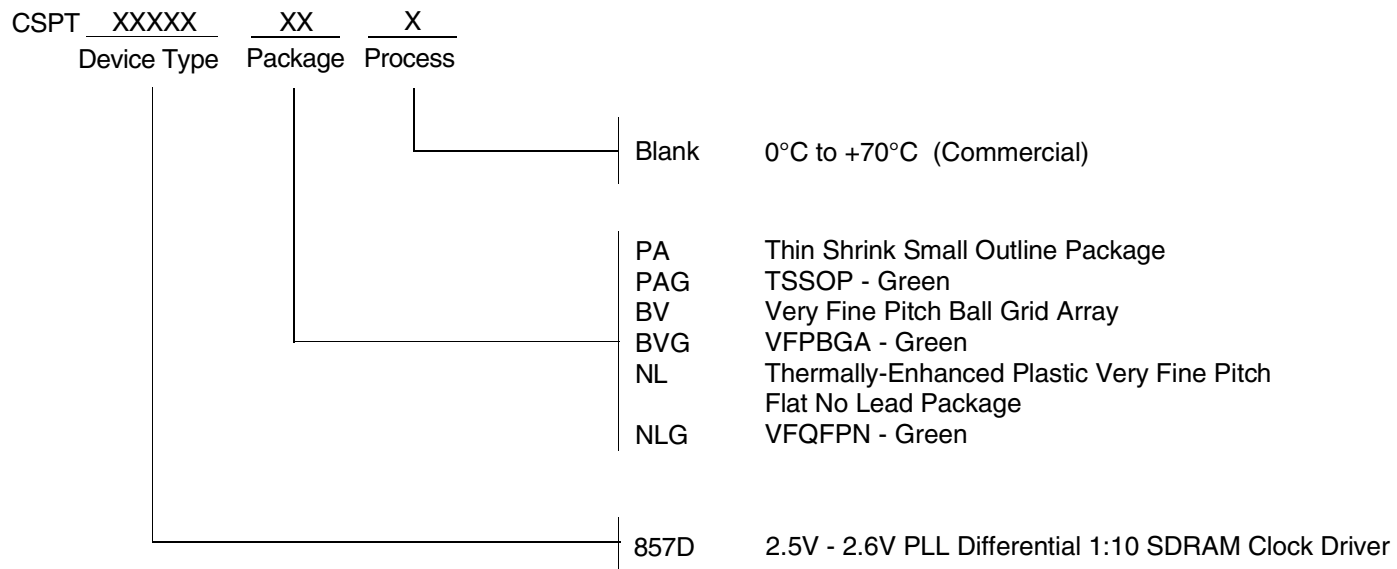 CSPT XXXXX XX X
Device Type Package Process
Blank 0°C to +70°C (Commercial)
PA Thin Shrink Small Outline Package
PAG TSSOP - Green
BV Very Fine Pitch Ball Grid Array
BVG VFPBGA - Green
NL Thermally-Enhanced Plastic Very Fine Pitch
Flat No Lead Package
NLG VFQFPN - Green
857D 2.5V - 2.6V PLL Differential 1:10 SDRAM Clock Driver